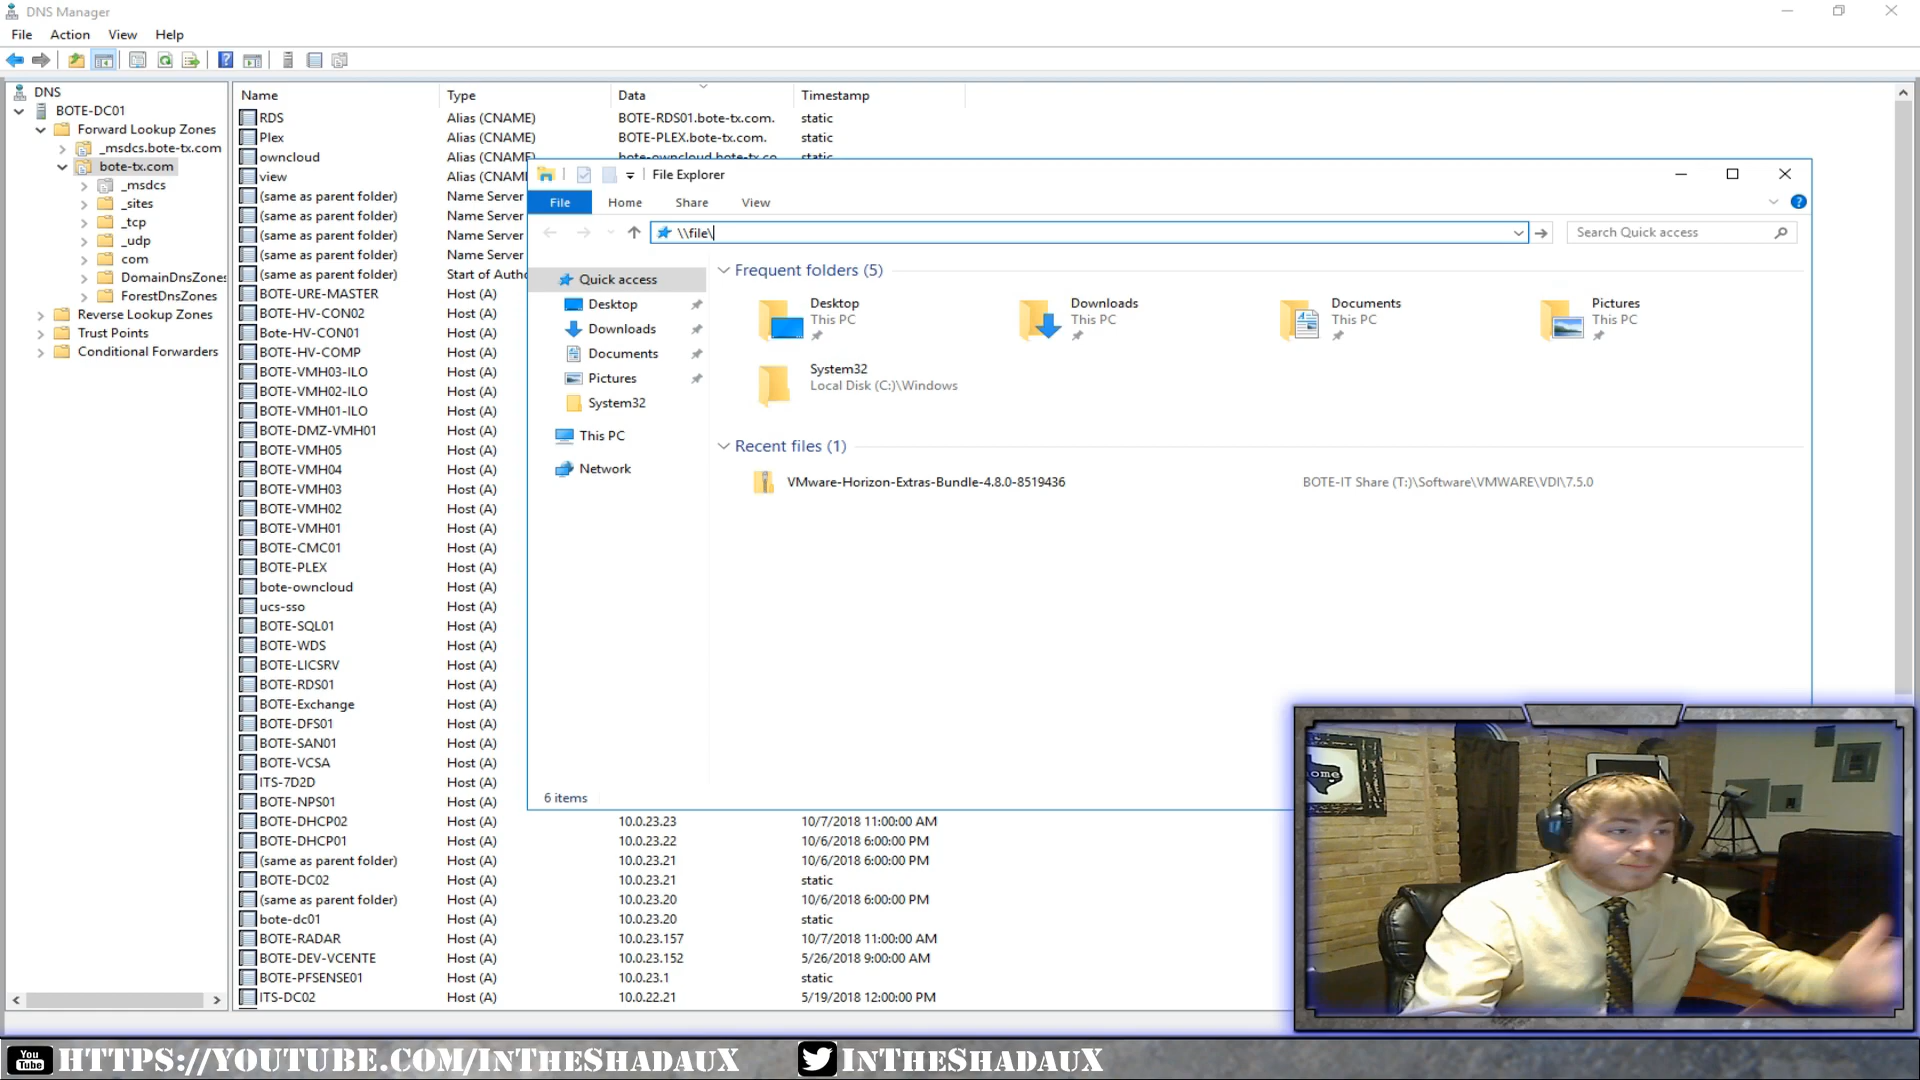 DNS Manager
File Action View Help
DNS
BOTE-DC01
Forward Lookup Zones
_msdcs.bote-tx.com
bote-tx.com
_msdcs
_sites
_tcp
_udp
com
DomainDnsZones
ForestDnsZones
Reverse Lookup Zones
Trust Points
Conditional Forwarders
Name Type Data Timestamp
RDS Alias (CNAME) BOTE-RDS01.bote-tx.com. static
Plex Alias (CNAME) BOTE-PLEX.bote-tx.com. static
owncloud Alias (CNAME) bote-owncloud.bote-tx.co static
view Alias (CNAM
(same as parent folder) Name Server
(same as parent folder) Name Server
(same as parent folder) Name Server
(same as parent folder) Name Server
(same as parent folder) Start of Autho
BOTE-URE-MASTER Host (A)
BOTE-HV-CON02 Host (A)
Bote-HV-CON01 Host (A)
BOTE-HV-COMP Host (A)
BOTE-VMH03-ILO Host (A)
BOTE-VMH02-ILO Host (A)
BOTE-VMH01-ILO Host (A)
BOTE-DMZ-VMH01 Host (A)
BOTE-VMH05 Host (A)
BOTE-VMH04 Host (A)
BOTE-VMH03 Host (A)
BOTE-VMH02 Host (A)
BOTE-VMH01 Host (A)
BOTE-CMC01 Host (A)
BOTE-PLEX Host (A)
bote-owncloud Host (A)
ucs-sso Host (A)
BOTE-SQL01 Host (A)
BOTE-WDS Host (A)
BOTE-LICSRV Host (A)
BOTE-RDS01 Host (A)
BOTE-Exchange Host (A)
BOTE-DFS01 Host (A)
BOTE-SAN01 Host (A)
BOTE-VCSA Host (A)
ITS-7D2D Host (A)
BOTE-NPS01 Host (A)
BOTE-DHCP02 Host (A) 10.0.23.23 10/7/2018 11:00:00 AM
BOTE-DHCP01 Host (A) 10.0.23.22 10/6/2018 6:00:00 PM
(same as parent folder) Host (A) 10.0.23.21 10/6/2018 6:00:00 PM
BOTE-DC02 Host (A) 10.0.23.21 static
(same as parent folder) Host (A) 10.0.23.20 10/6/2018 6:00:00 PM
bote-dc01 Host (A) 10.0.23.20 static
BOTE-RADAR Host (A) 10.0.23.157 10/7/2018 11:00:00 AM
BOTE-DEV-VCENTE Host (A) 10.0.23.152 5/26/2018 9:00:00 AM
BOTE-PFSENSE01 Host (A) 10.0.23.1 static
ITS-DC02 Host (A) 10.0.22.21 5/19/2018 12:00:00 PM
File Explorer
File Home Share View
\\file\
Search Quick access
Quick access
Desktop
Downloads
Documents
Pictures
System32
This PC
Network
Frequent folders (5)
Desktop
This PC
Downloads
This PC
Documents
This PC
Pictures
This PC
System32
Local Disk (C:)\Windows
Recent files (1)
VMware-Horizon-Extras-Bundle-4.8.0-8519436 BOTE-IT Share (T:)\Software\VMWARE\VDI\7.5.0
6 items
ome
You Tube HTTPS://YOUTUBE.COM/INTHESHADAUX INTHESHADAUX